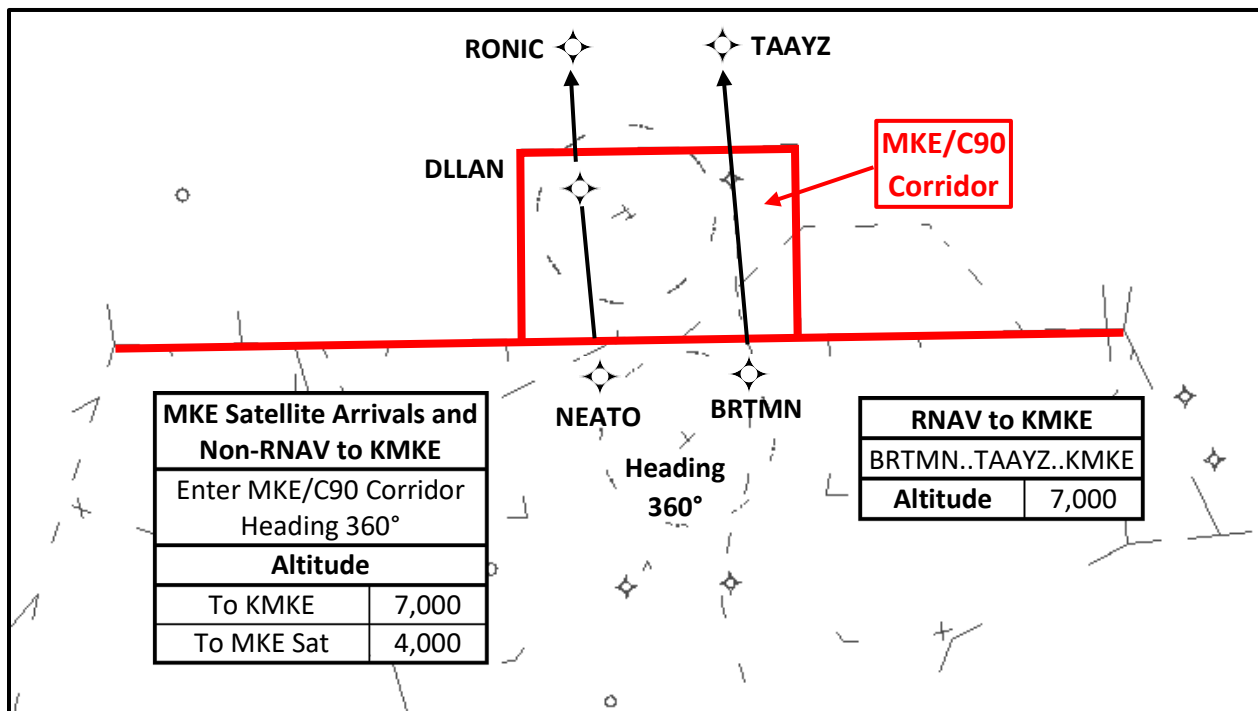 RONIC
TAAYZ
MKE/C90
Corridor
DLLAN
NEATO
BRTMN
Heading
360°
MKE Satellite Arrivals and
Non-RNAV to KMKE
Enter MKE/C90 Corridor
Heading 360°
Altitude
To KMKE 7,000
To MKE Sat 4,000
RNAV to KMKE
BRTMN..TAAYZ..KMKE
Altitude 7,000